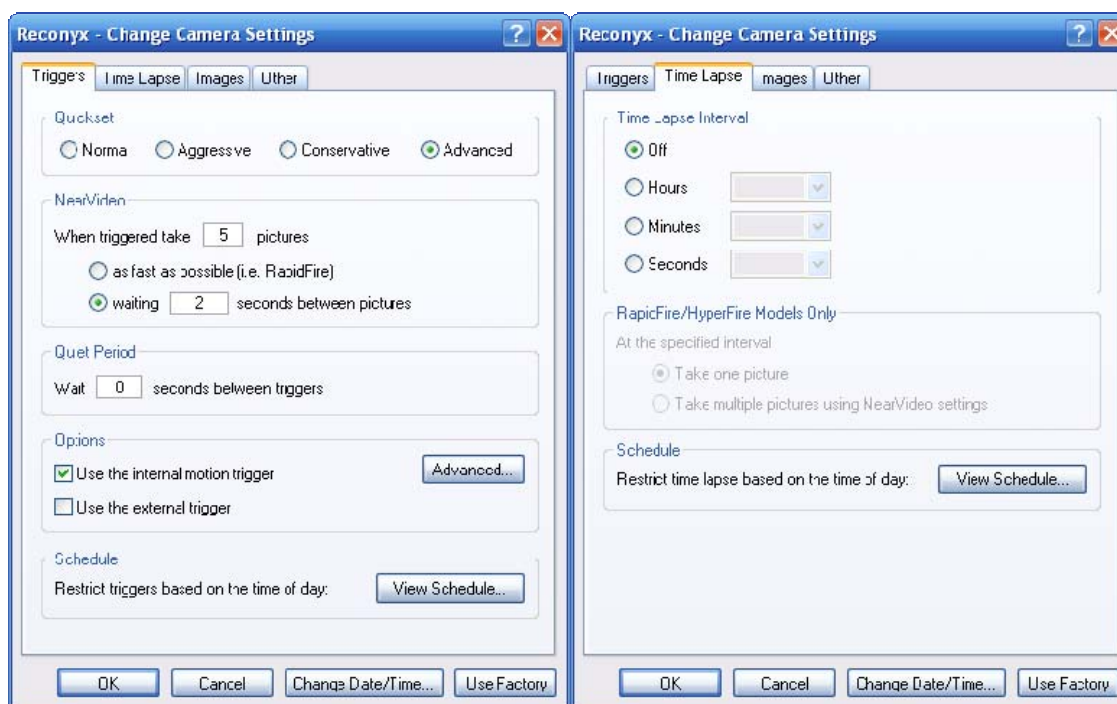 Reconyx - Change Camera Settings
Triggers Time Lapse Images Other
Quickset
Normal Aggressive Conservative Advanced
NearVideo
When triggered take 5 pictures
as fast as possible (i.e. RapidFire)
waiting 2 seconds between pictures
Quiet Period
Wait 0 seconds between triggers
Options
Use the internal motion trigger
Advanced...
Use the external trigger
Schedule
Restrict triggers based on the time of day:
View Schedule...
OK Cancel Change Date/Time... Use Factory
Reconyx - Change Camera Settings
Triggers Time Lapse Images Other
Time Lapse Interval
Off
Hours
Minutes
Seconds
RapidFire/HyperFire Models Only
At the specified interval
Take one picture
Take multiple pictures using NearVideo settings
Schedule
Restrict time lapse based on the time of day:
View Schedule...
OK Cancel Change Date/Time... Use Factory